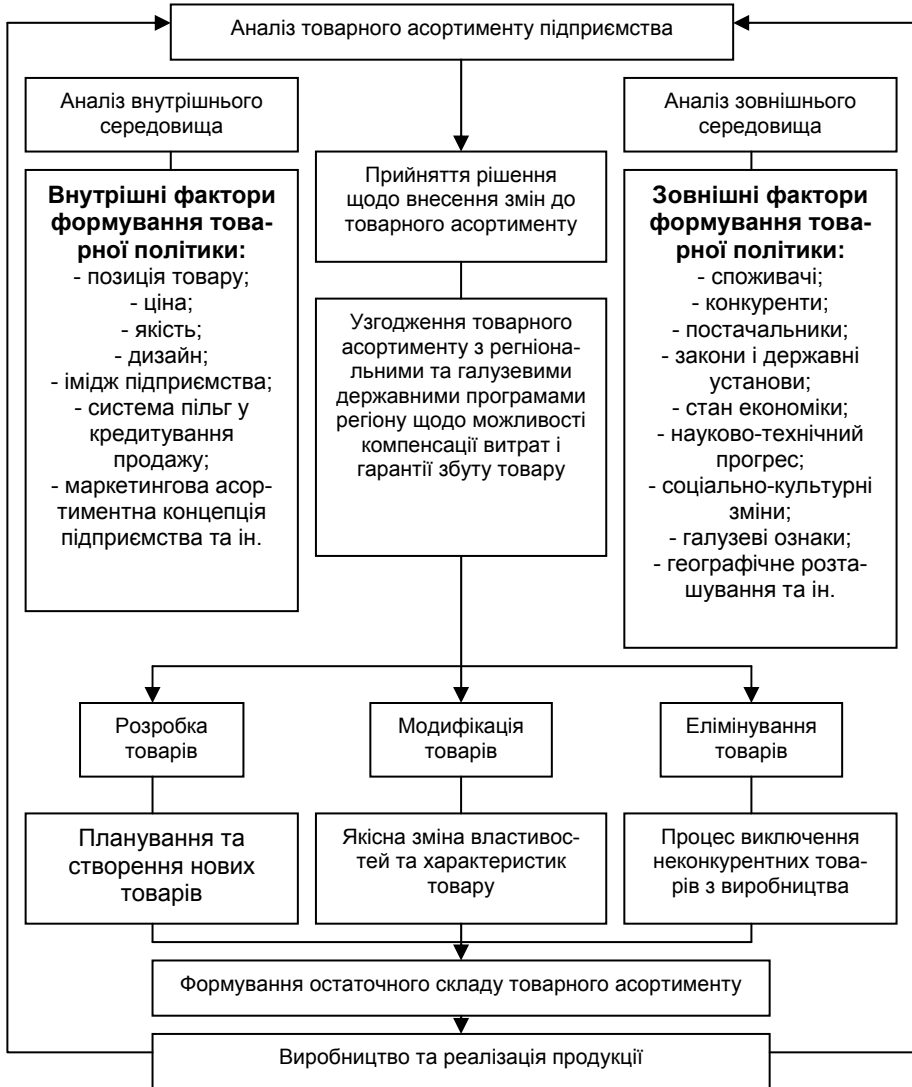 Аналіз товарного асортименту підприємства
Аналіз внутрішнього
середовища
Аналіз зовнішнього
середовища
Прийняття рішення
щодо внесення змін до
товарного асортименту
Внутрішні фактори
формування това-
рної політики:
- позиція товару;
- ціна;
- якість;
- дизайн;
- імідж підприємства;
- система пільг у
кредитування
продажу;
- маркетингова асор-
тиментна концепція
підприємства та ін.
Узгодження товарного
асортименту з регніона-
льними та галузевими
державними програмами
регіону щодо можливості
компенсації витрат і
гарантії збуту товару
Зовнішні фактори
формування това-
рної політики:
- споживачі;
- конкуренти;
- постачальники;
- закони і державні
установи;
- стан економіки;
- науково-технічний
прогрес;
- соціально-культурні
зміни;
- галузеві ознаки;
- географічне розта-
шування та ін.
Розробка
товарів
Модифікація
товарів
Елімінування
товарів
Планування та
створення нових
товарів
Якісна зміна властивос-
тей та характеристик
товару
Процес виключення
неконкурентних това-
рів з виробництва
Формування остаточного складу товарного асортименту
Виробництво та реалізація продукції